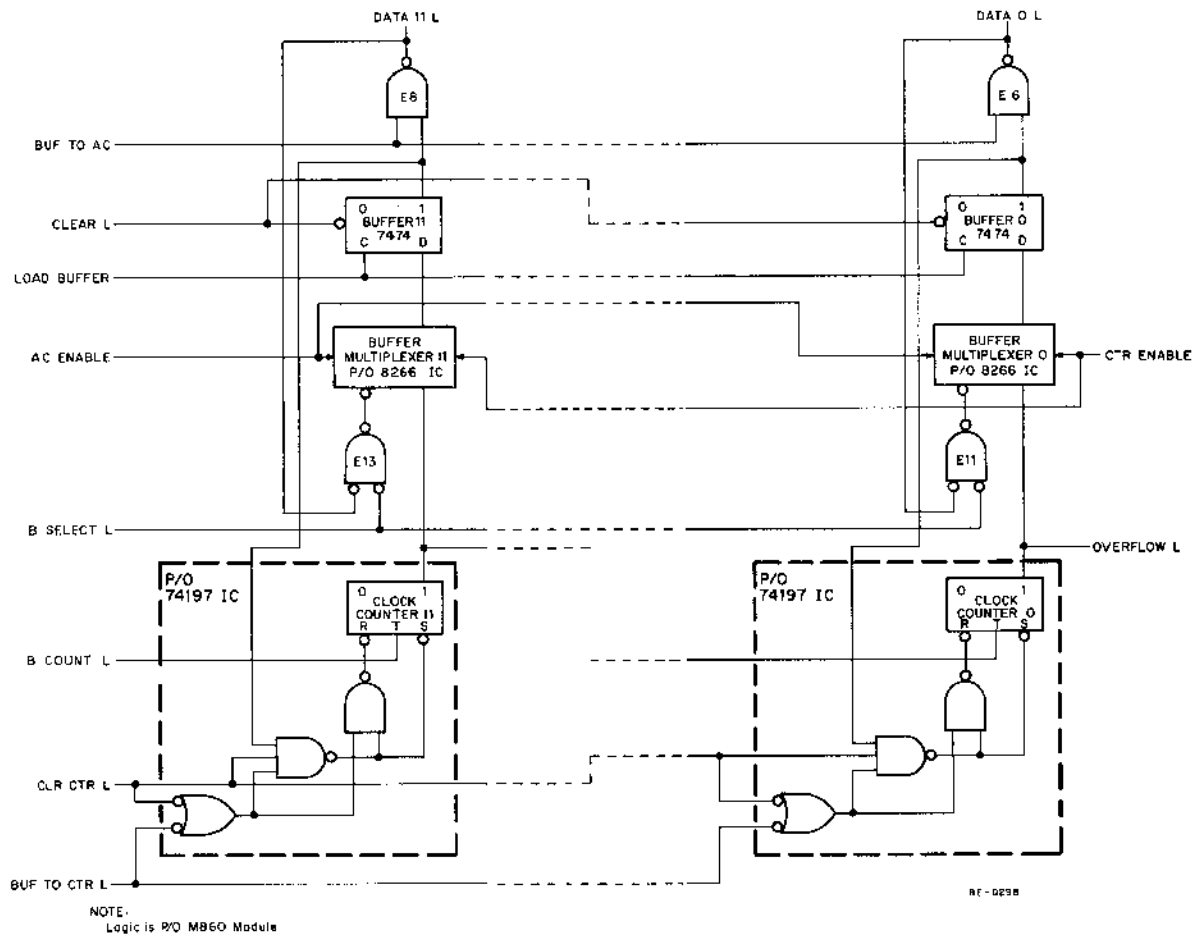 DATA 11 L
DATA 0 L
E8
E6
BUF TO AC
CLEAR L
0 1
BUFFER 11
7474
C D
0 1
BUFFER 0
7474
C D
LOAD BUFFER
AC ENABLE
BUFFER
MULTIPLEXER 11
P/O 8266 IC
BUFFER
MULTIPLEXER 0
P/O 8266 IC
CTR ENABLE
E13
E11
B SELECT L
OVERFLOW L
P/O
74197 IC
0 1
CLOCK
COUNTER 11
R T S
P/O
74197 IC
0 1
CLOCK
COUNTER 0
R T S
B COUNT L
CLR CTR L
BUF TO CTR L
8E-0298
NOTE.
Logic is P/O M860 Module